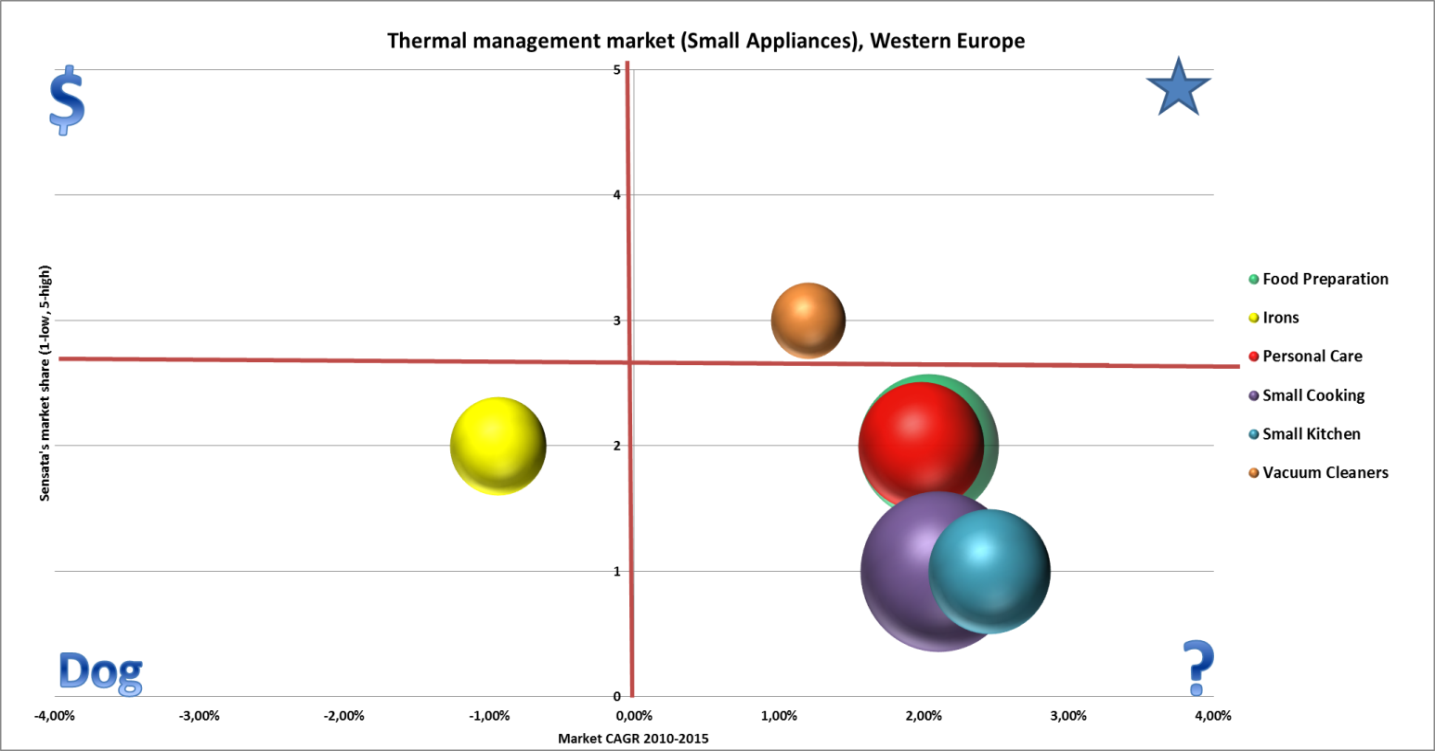 Thermal management market (Small Appliances), Western Europe
$
5
4
3
2
1
0
Sensata's market share (1-low, 5-high)
Food Preparation
Irons
Personal Care
Small Cooking
Small Kitchen
Vacuum Cleaners
Dog
?
-4,00% -3,00% -2,00% -1,00% 0,00% 1,00% 2,00% 3,00% 4,00%
Market CAGR 2010-2015